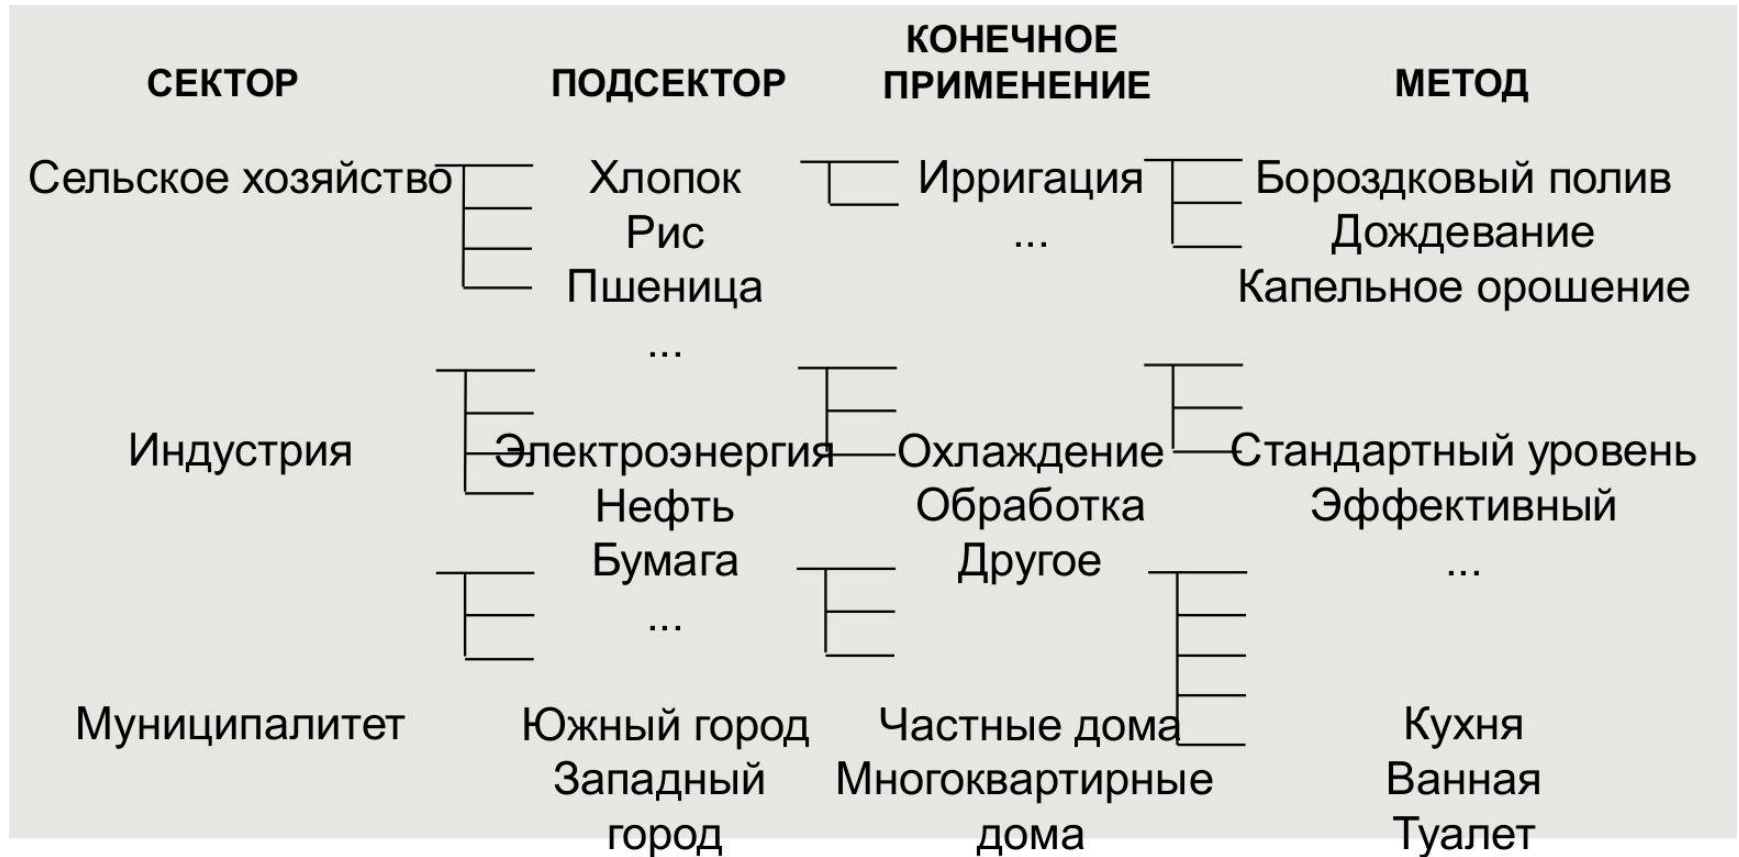 СЕКТОР ПОДСЕКТОР КОНЕЧНОЕ ПРИМЕНЕНИЕ МЕТОД
Сельское хозяйство Хлопок Ирригация Бороздковый полив
Рис ... Дождевание
Пшеница Капельное орошение
...
Индустрия Электроэнергия Охлаждение Стандартный уровень
Нефть Обработка Эффективный
Бумага Другое ...
...
Муниципалитет Южный город Частные дома Кухня
Западный Многоквартирные Ванная
город дома Туалет